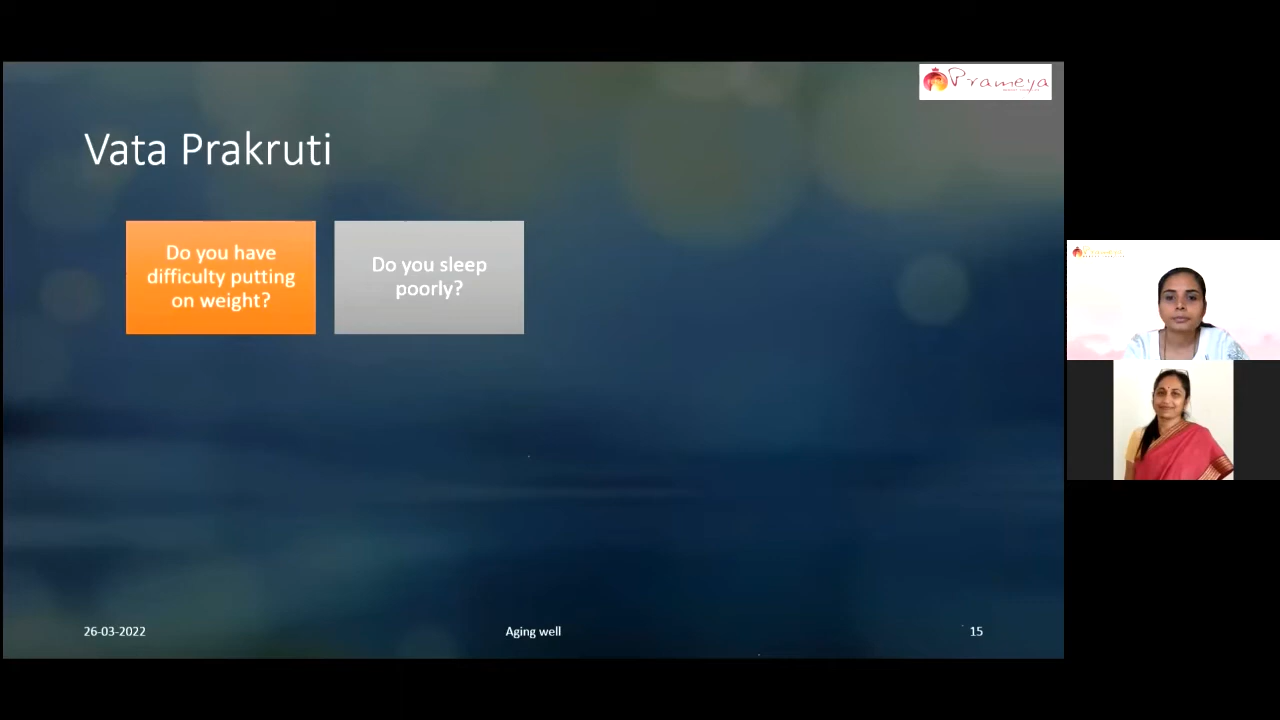 Prameya
Vata Prakruti
Do you have
difficulty putting
on weight?
Do you sleep
poorly?
26-03-2022
Aging well
15